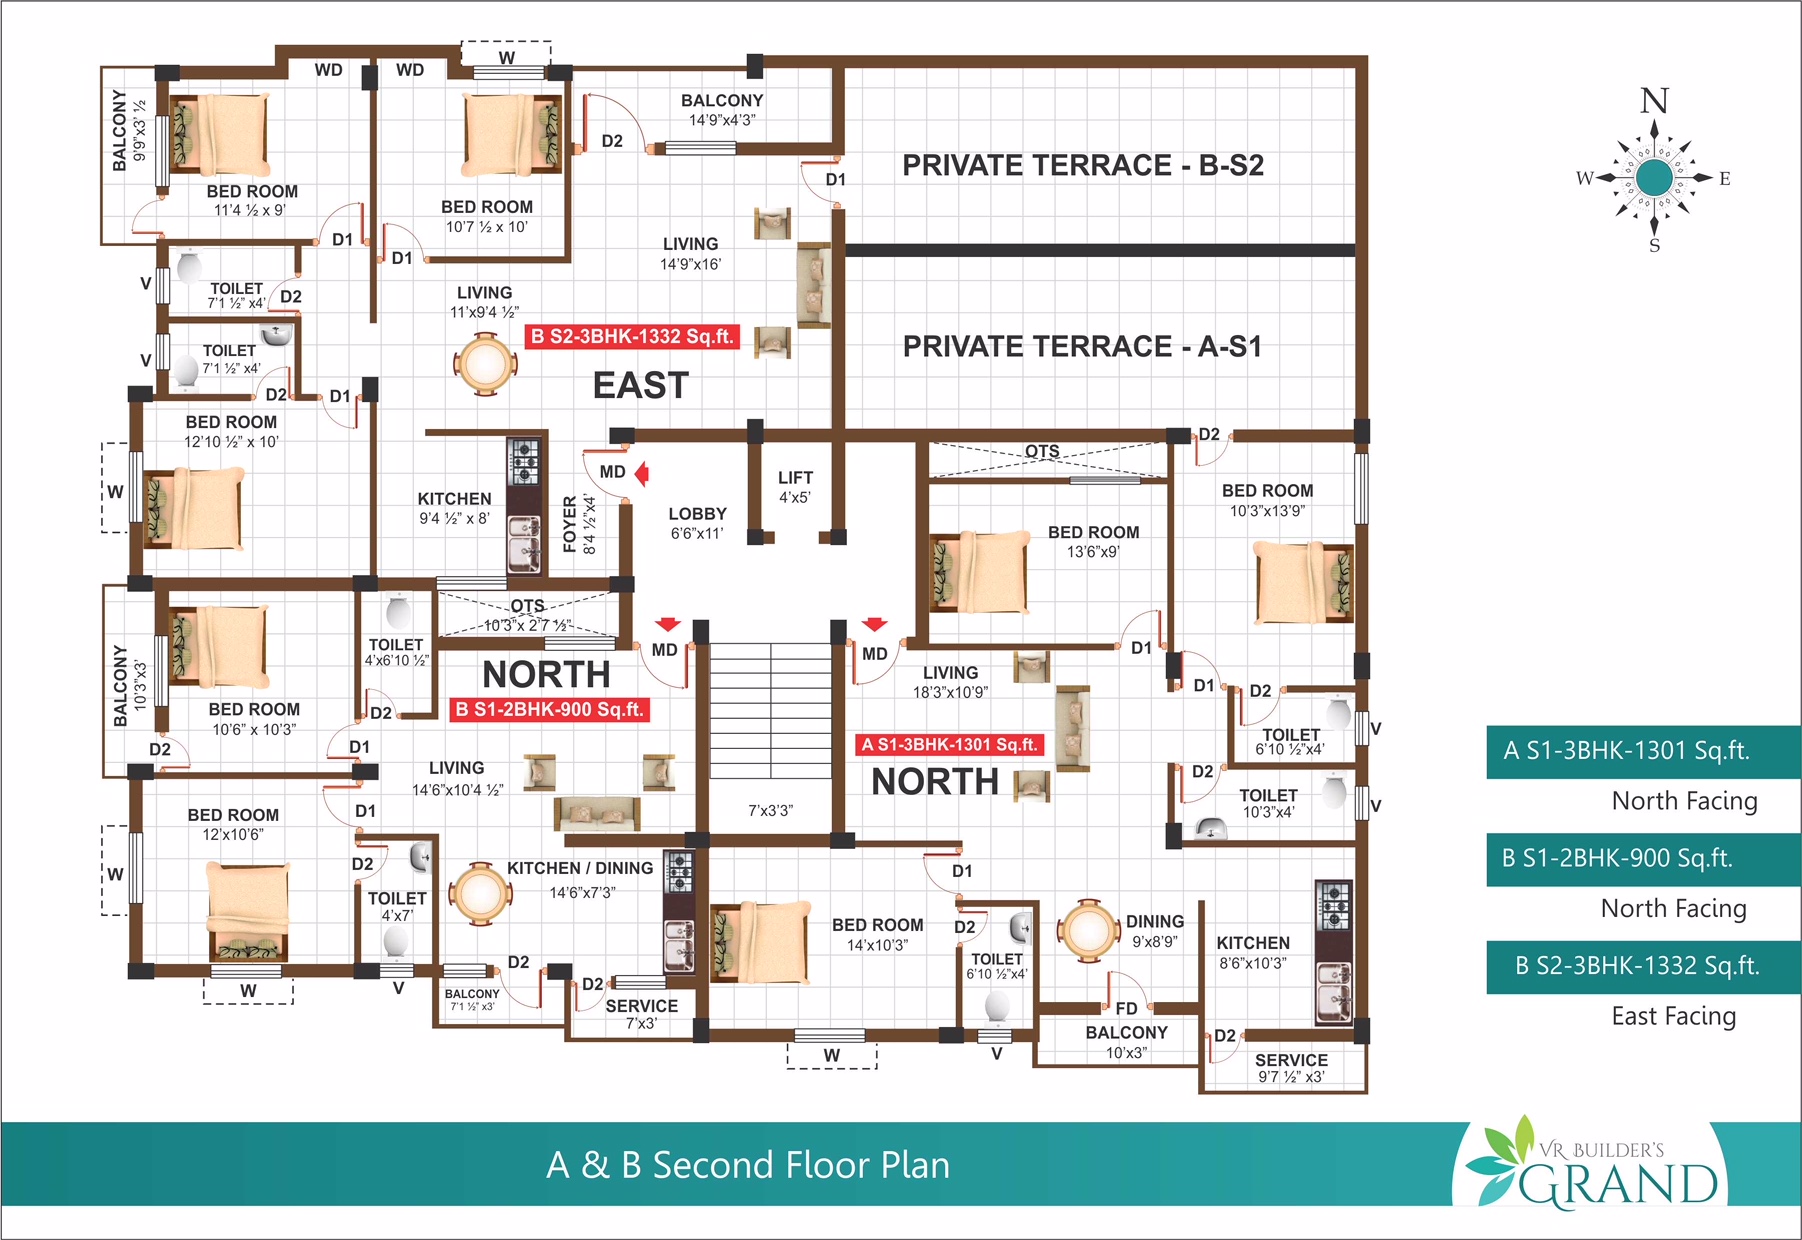 WD
WD
W
BALCONY
9'9"x3' ½
BED ROOM
11'4 ½ x 9'
BED ROOM
10'7 ½ x 10'
D2
BALCONY
14'9"x4'3"
D1
PRIVATE TERRACE - B-S2
N
W
E
S
D1
D1
LIVING
14'9"x16'
V
TOILET
7'1 ½" x4'
D2
LIVING
11'x9'4 ½"
B S2-3BHK-1332 Sq.ft.
EAST
PRIVATE TERRACE - A-S1
V
TOILET
7'1 ½" x4'
D2
D1
BED ROOM
12'10 ½" x 10'
W
KITCHEN
9'4 ½" x 8'
FOYER
8'4 ½"x4'
MD
LOBBY
6'6"x11'
LIFT
4'x5'
OTS
D2
BED ROOM
10'3"x13'9"
BED ROOM
13'6"x9'
OTS
10'3"x 2'7 ½"
BALCONY
10'3"x3'
BED ROOM
10'6" x 10'3"
TOILET
4'x6'10 ½"
D2
D2
D1
NORTH
B S1-2BHK-900 Sq.ft.
MD
MD
D1
D1
D2
LIVING
18'3"x10'9"
A S1-3BHK-1301 Sq.ft.
NORTH
TOILET
6'10 ½"x4'
V
D2
TOILET
10'3"x4'
V
LIVING
14'6"x10'4 ½"
7'x3'3"
BED ROOM
12'x10'6"
D1
W
D2
TOILET
4'x7'
KITCHEN / DINING
14'6"x7'3"
D1
BED ROOM
14'x10'3"
D2
TOILET
6'10 ½"x4'
DINING
9'x8'9"
KITCHEN
8'6"x10'3"
W
V
D2
BALCONY
7'1 ½" x3'
D2
SERVICE
7'x3'
W
V
FD
BALCONY
10'x3"
D2
SERVICE
9'7 ½" x3'
A S1-3BHK-1301 Sq.ft.
North Facing
B S1-2BHK-900 Sq.ft.
North Facing
B S2-3BHK-1332 Sq.ft.
East Facing
A & B Second Floor Plan
VR BUILDER'S
GRAND